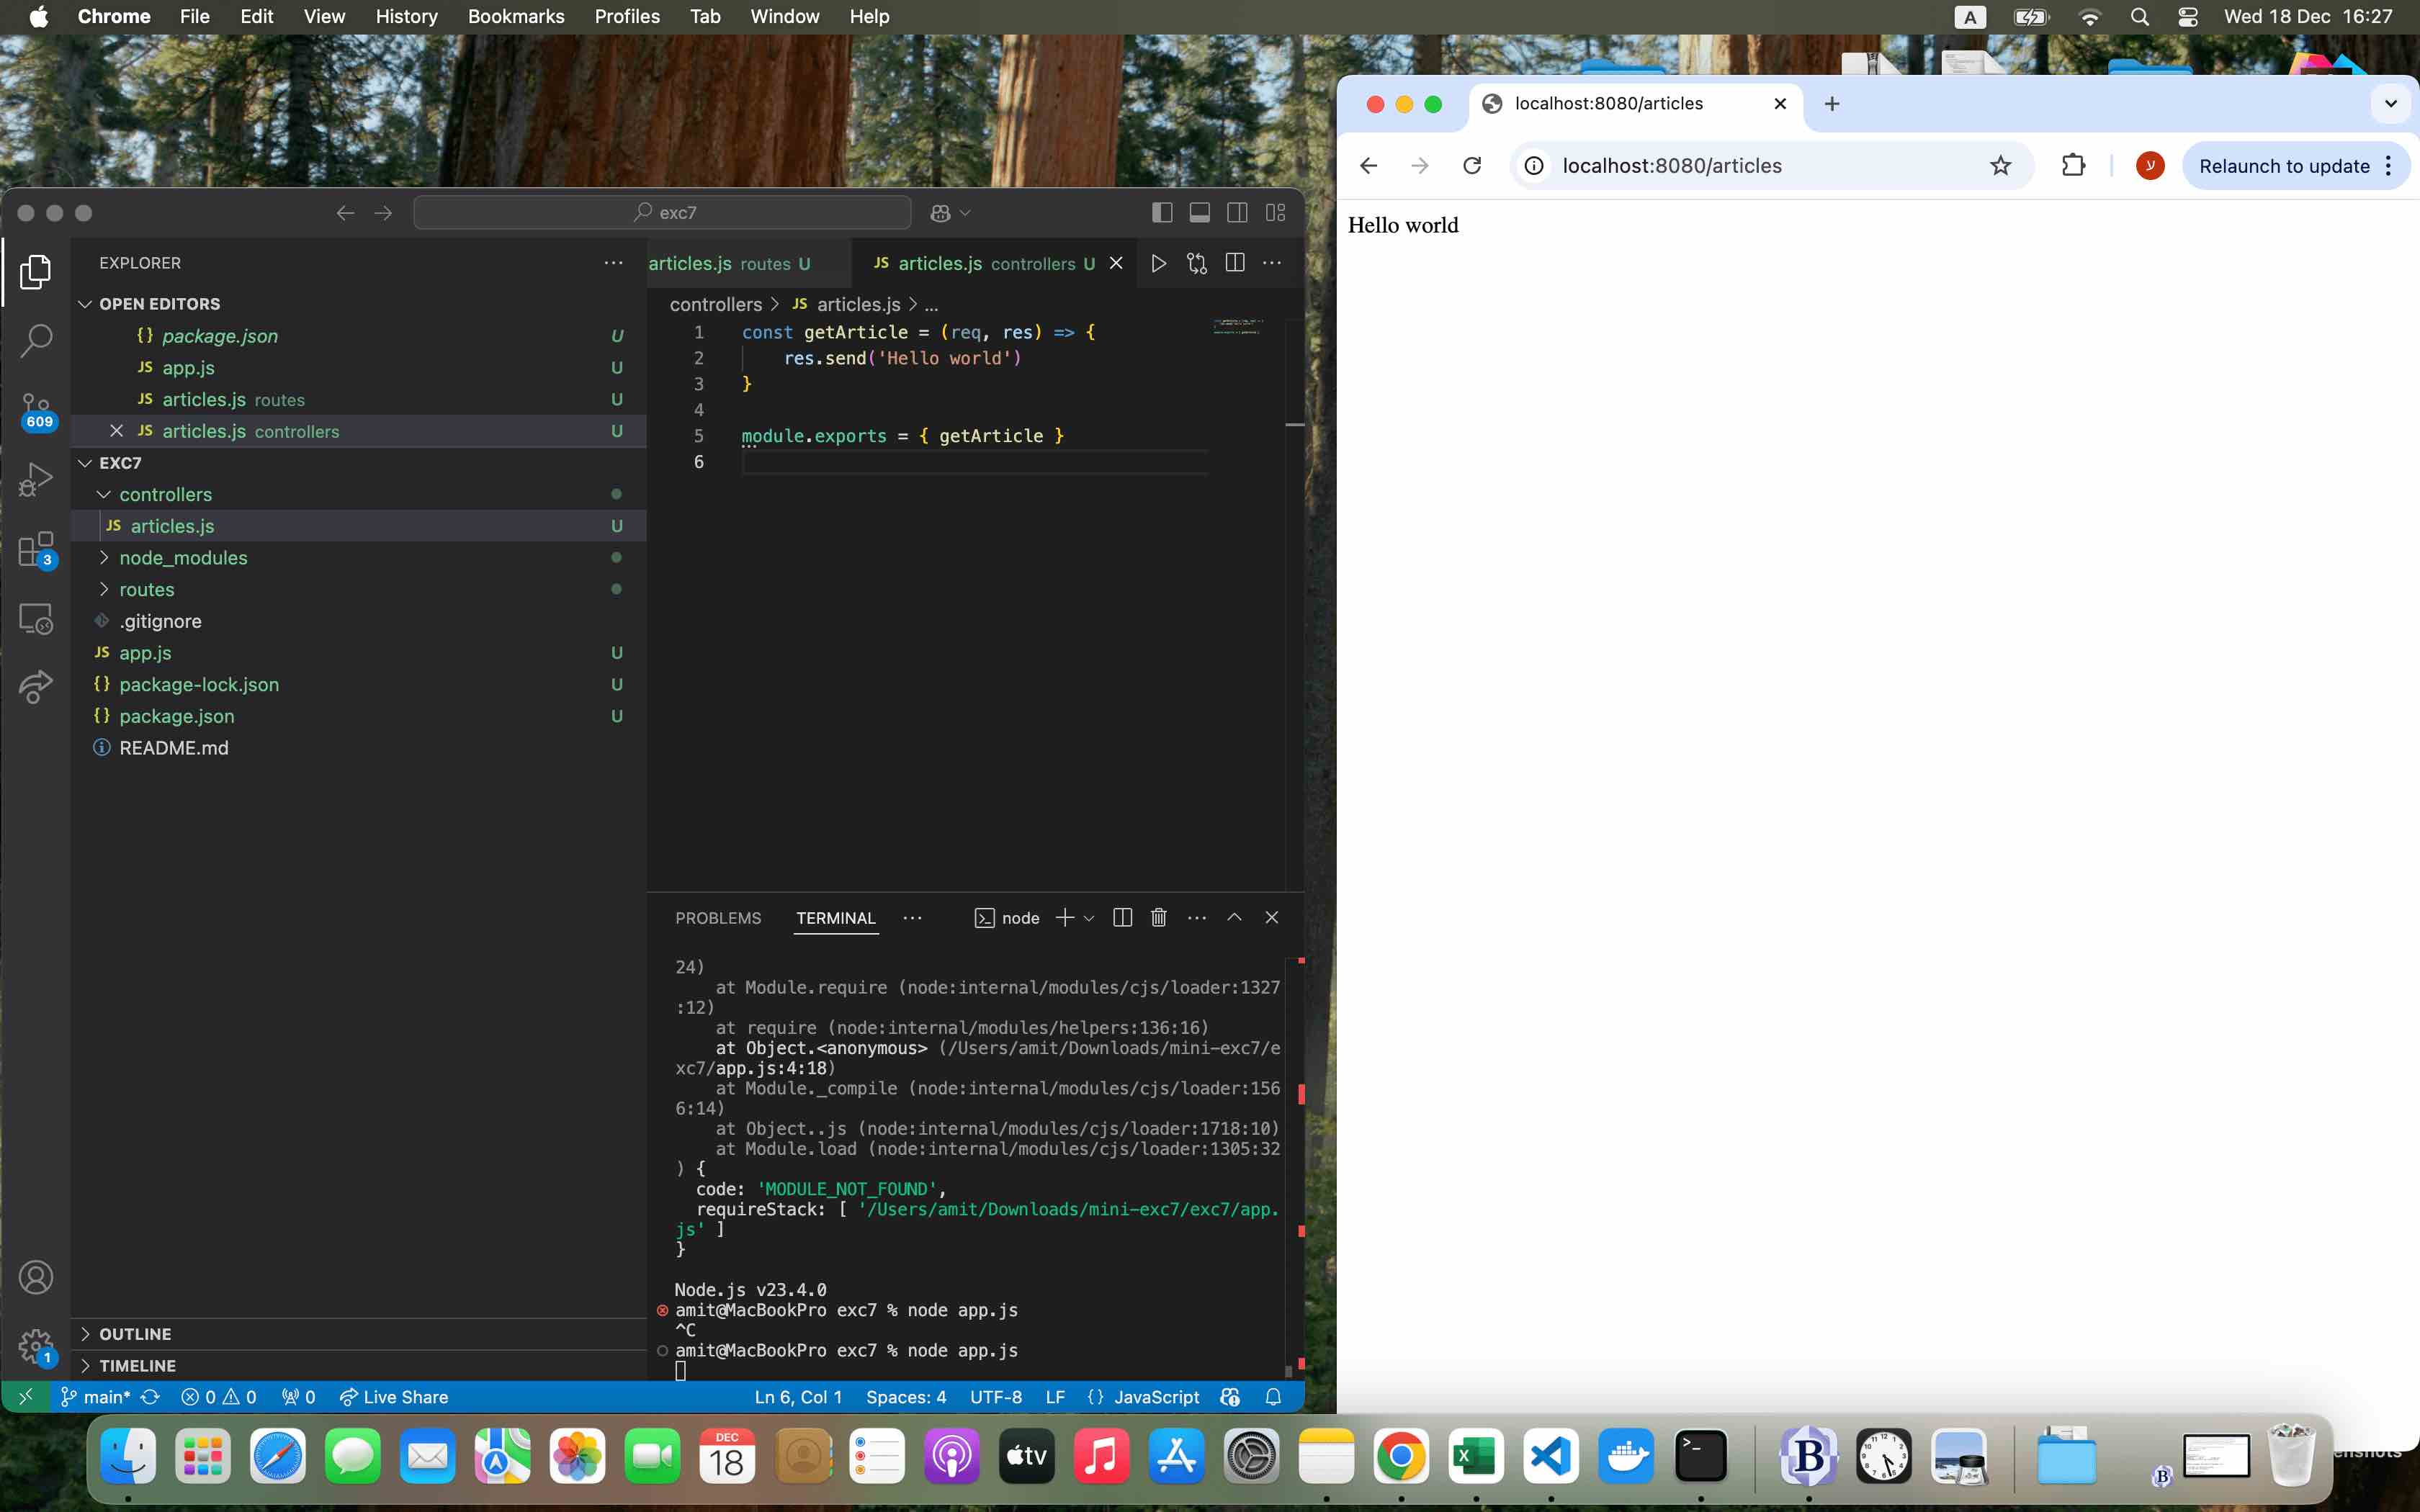 Chrome File Edit View History Bookmarks Profiles Tab Window Help
A Wed 18 Dec 16:27
exc7
EXPLORER
OPEN EDITORS
package.json U
app.js U
articles.js routes U
articles.js controllers U
EXC7
controllers
articles.js U
node_modules
routes
.gitignore
app.js U
package-lock.json U
package.json U
README.md
OUTLINE
TIMELINE
609
3
1
articles.js routes U
JS articles.js controllers U
controllers > JS articles.js > ...
1 const getArticle = (req, res) => {
2 res.send('Hello world')
3 }
4
5 module.exports = { getArticle }
6
PROBLEMS TERMINAL node
24)
at Module.require (node:internal/modules/cjs/loader:1327
:12)
at require (node:internal/modules/helpers:136:16)
at Object.<anonymous> (/Users/amit/Downloads/mini-exc7/e
xc7/app.js:4:18)
at Module._compile (node:internal/modules/cjs/loader:156
6:14)
at Object..js (node:internal/modules/cjs/loader:1718:10)
at Module.load (node:internal/modules/cjs/loader:1305:32
) {
code: 'MODULE_NOT_FOUND',
requireStack: [ '/Users/amit/Downloads/mini-exc7/exc7/app.
js' ]
}
Node.js v23.4.0
amit@MacBookPro exc7 % node app.js
^C
amit@MacBookPro exc7 % node app.js
main* 0 0 0 Live Share Ln 6, Col 1 Spaces: 4 UTF-8 LF {} JavaScript
localhost:8080/articles
localhost:8080/articles
ע
Relaunch to update
Hello world
DEC
18
tv